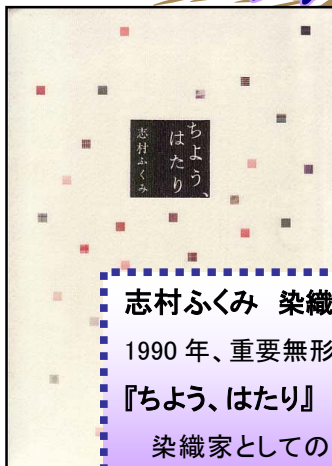 ちよう、
はたり
志村ふくみ
志村ふくみ 染織
1990 年、重要無形
『ちよう、はたり』
染織家としての